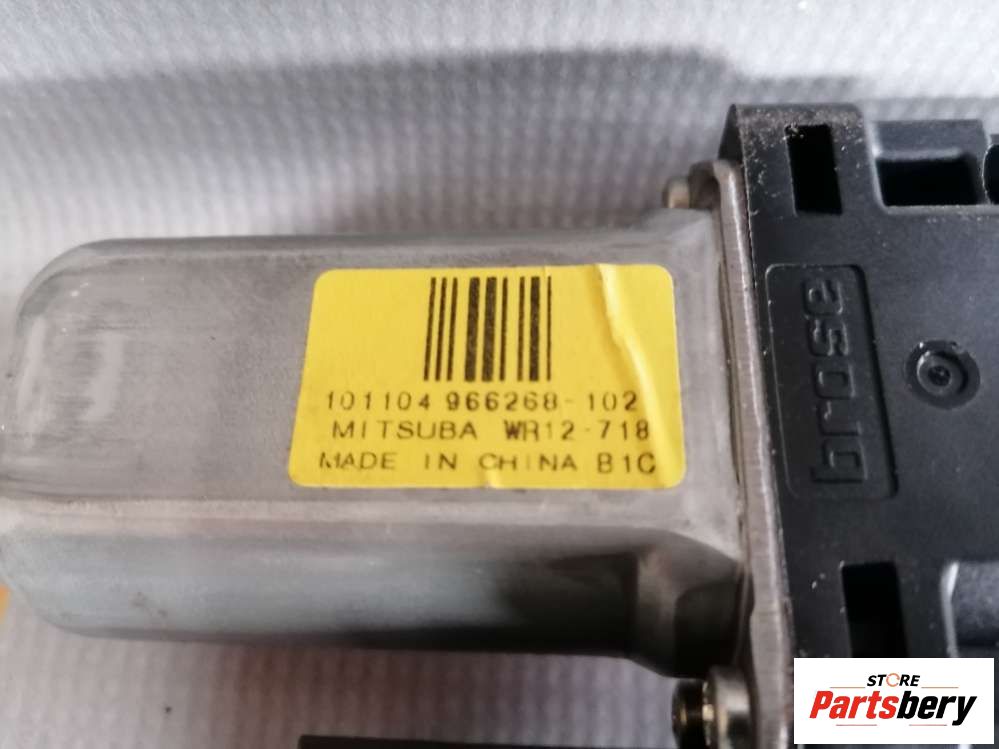 101104 966268-102
MITSUBA WR12-718
MADE IN CHINA B1C
brose
STORE
Partsbery